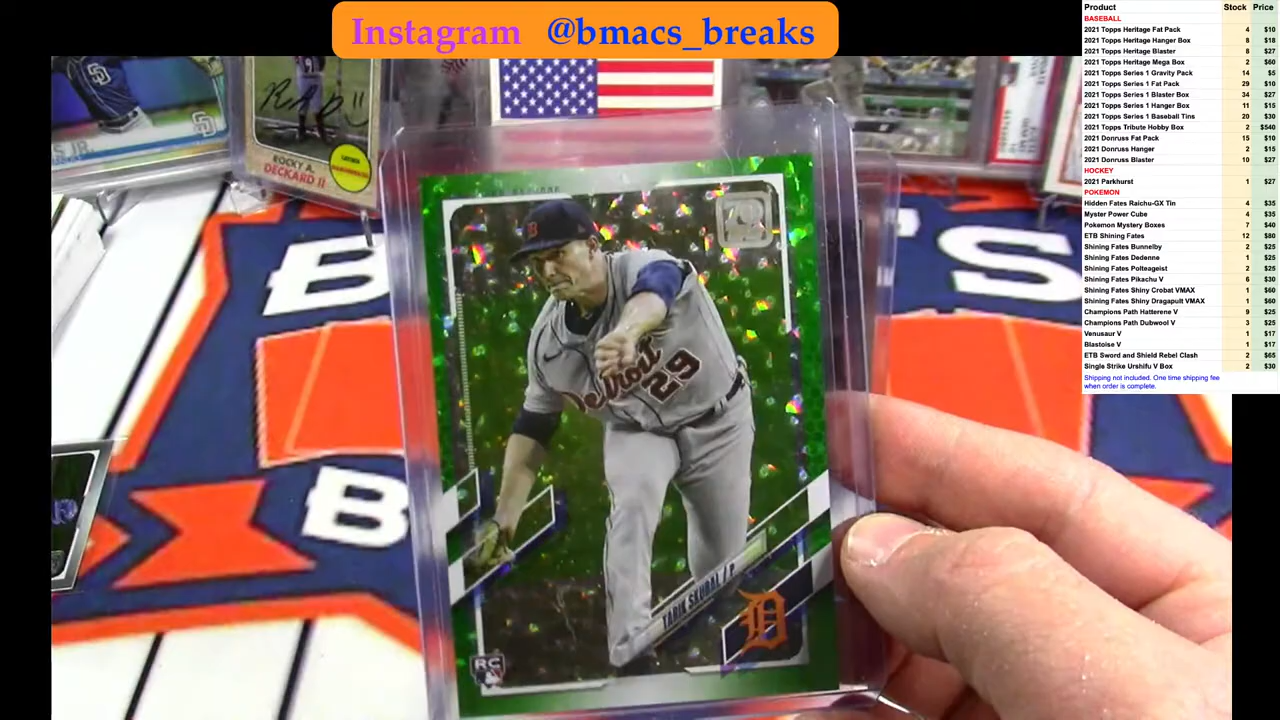 Instagram @bmacs_breaks
Product Stock Price
BASEBALL
2021 Topps Heritage Fat Pack 4 $10
2021 Topps Heritage Hanger Box 8 $18
2021 Topps Heritage Blaster 8 $27
2021 Topps Heritage Mega Box 2 $60
2021 Topps Series 1 Gravity Pack 14 $5
2021 Topps Series 1 Fat Pack 29 $10
2021 Topps Series 1 Blaster Box 34 $27
2021 Topps Series 1 Hanger Box 11 $15
2021 Topps Series 1 Baseball Tins 20 $30
2021 Topps Tribute Hobby Box 2 $540
2021 Donruss Fat Pack 15 $10
2021 Donruss Hanger 2 $15
2021 Donruss Blaster 10 $27
HOCKEY
2021 Parkhurst 1 $27
POKEMON
Hidden Fates Raichu-GX Tin 4 $35
Myster Power Cube 4 $35
Pokemon Mystery Boxes 7 $40
ETB Shining Fates 12 $80
Shining Fates Bunnelby 2 $25
Shining Fates Dedenne 1 $25
Shining Fates Polteageist 2 $25
Shining Fates Pikachu V 6 $30
Shining Fates Shiny Crobat VMAX 1 $60
Shining Fates Shiny Dragapult VMAX 1 $60
Champions Path Hatterene V 9 $25
Champions Path Dubwool V 3 $25
Venusaur V 1 $17
Blastoise V 1 $17
ETB Sword and Shield Rebel Clash 2 $65
Single Strike Urshifu V Box 2 $30
Shipping not included. One time shipping fee
when order is complete.
S JR.
ROCKY A.
DECKARD II
B
TS
B
70
Detroit
29
TARIK SKUBAL / P
D
RC